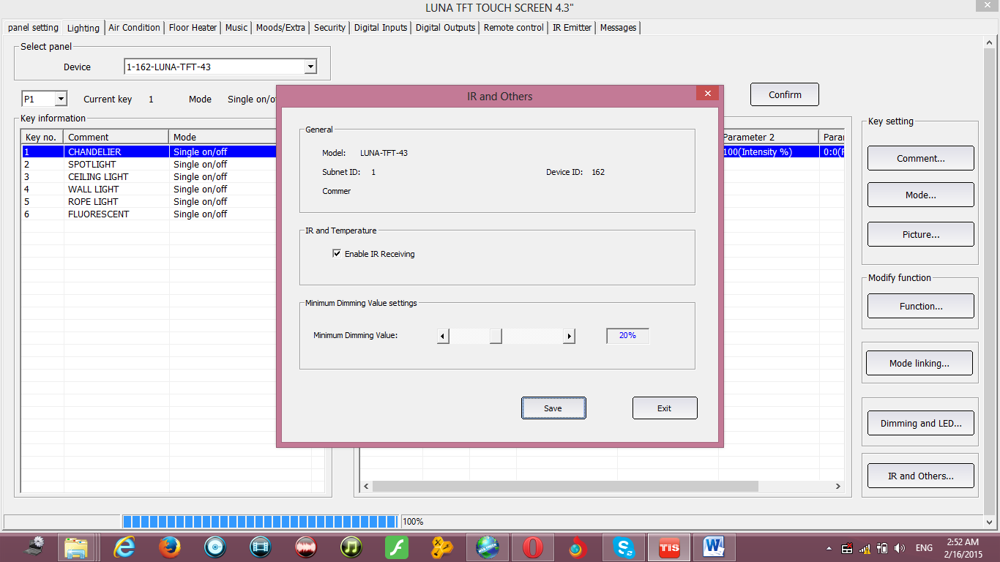 LUNA TFT TOUCH SCREEN 4.3"
panel setting Lighting Air Condition Floor Heater Music Moods/Extra Security Digital Inputs Digital Outputs Remote control IR Emitter Messages
Select panel
Device 1-162-LUNA-TFT-43
P1 Current key 1 Mode Single on/of
Confirm
Key information
Key no. Comment Mode
1 CHANDELIER Single on/off
2 SPOTLIGHT Single on/off
3 CEILING LIGHT Single on/off
4 WALL LIGHT Single on/off
5 ROPE LIGHT Single on/off
6 FLUORESCENT Single on/off
IR and Others
General
Model: LUNA-TFT-43
Subnet ID: 1 Device ID: 162
Commer
IR and Temperature
Enable IR Receiving
Minimum Dimming Value settings
Minimum Dimming Value: 20%
Save Exit
Parameter 2 Parar
100(Intensity %) 0:0(F
Key setting
Comment...
Mode...
Picture...
Modify function
Function...
Mode linking...
Dimming and LED...
IR and Others...
100%
TIS
ENG
2:52 AM
2/16/2015